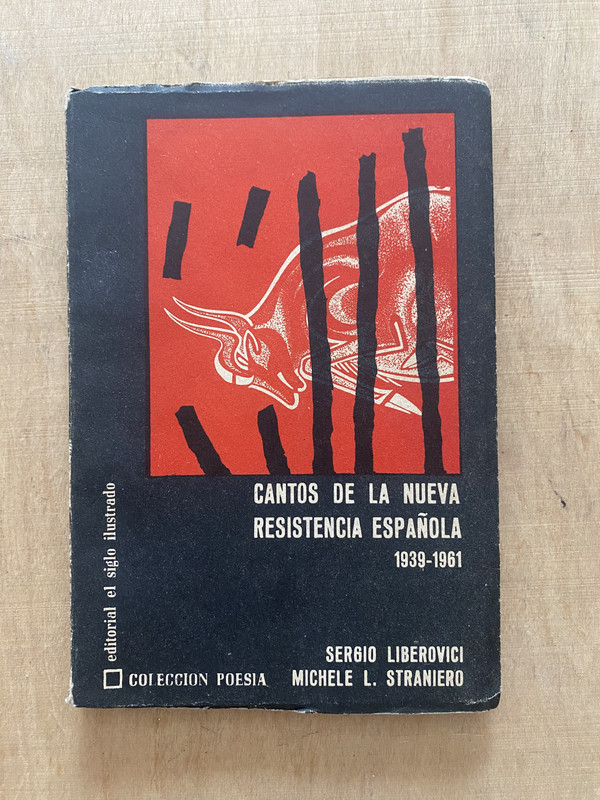 CANTOS DE LA NUEVA
RESISTENCIA ESPAÑOLA
1939-1961
SERGIO LIBEROVICI
MICHELE L. STRANIERO
editorial el siglo ilustrado
COLECCION POESIA